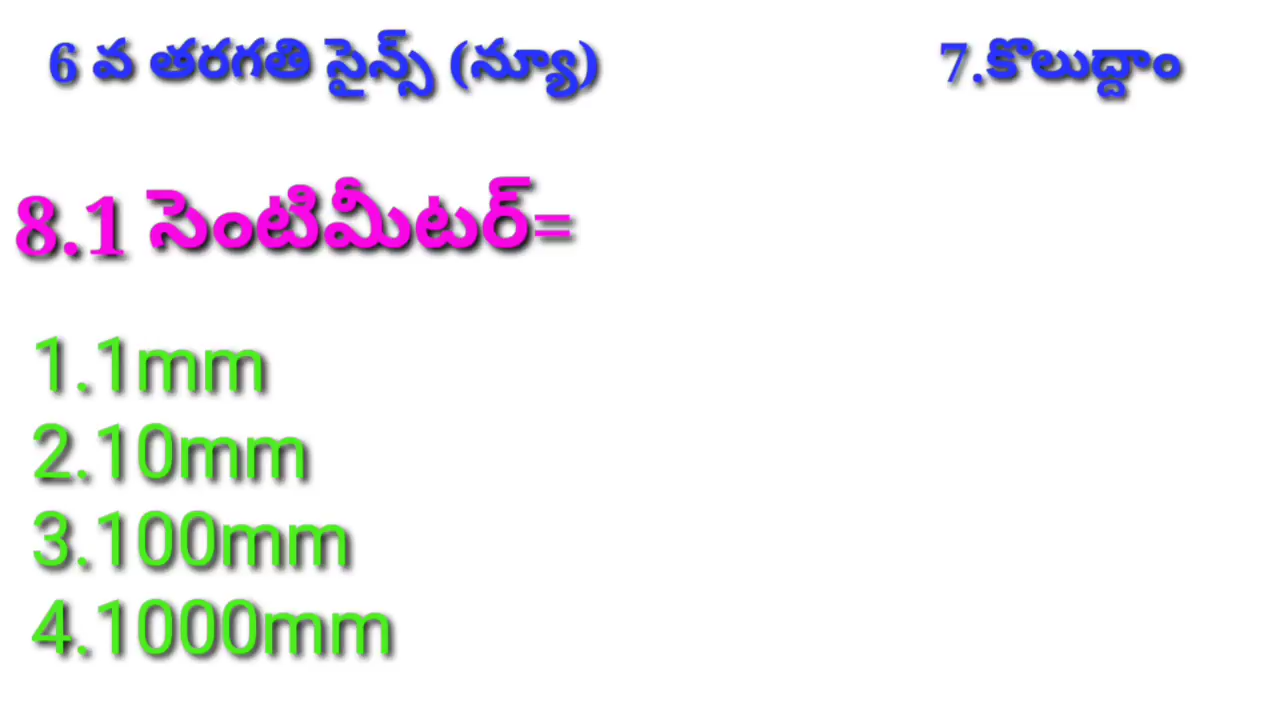 6 వ తరగతి సైన్స్ (న్యూ) 7.కొలుద్దాం
8.1 సెంటిమీటర్=
1.1mm
2.10mm
3.100mm
4.1000mm